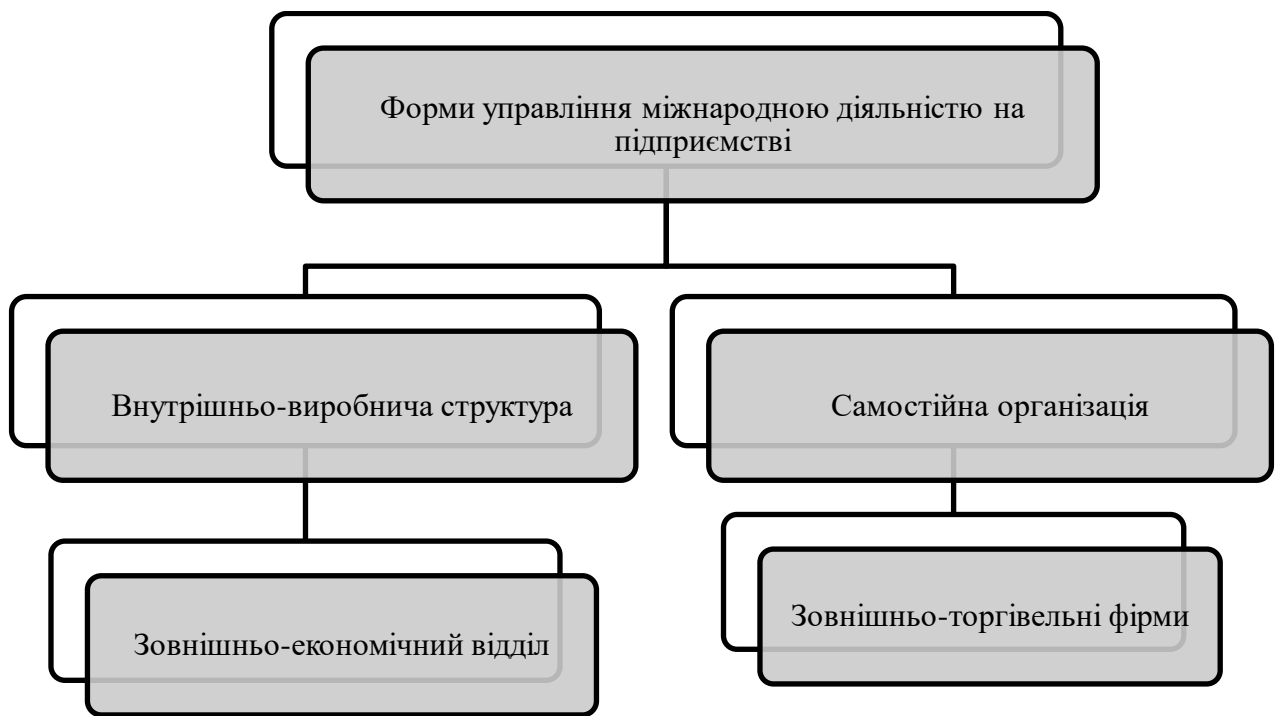 Форми управління міжнародною діяльністю на
підприємстві
Внутрішньо-виробнича структура
Самостійна організація
Зовнішньо-економічний відділ
Зовнішньо-торгівельні фірми